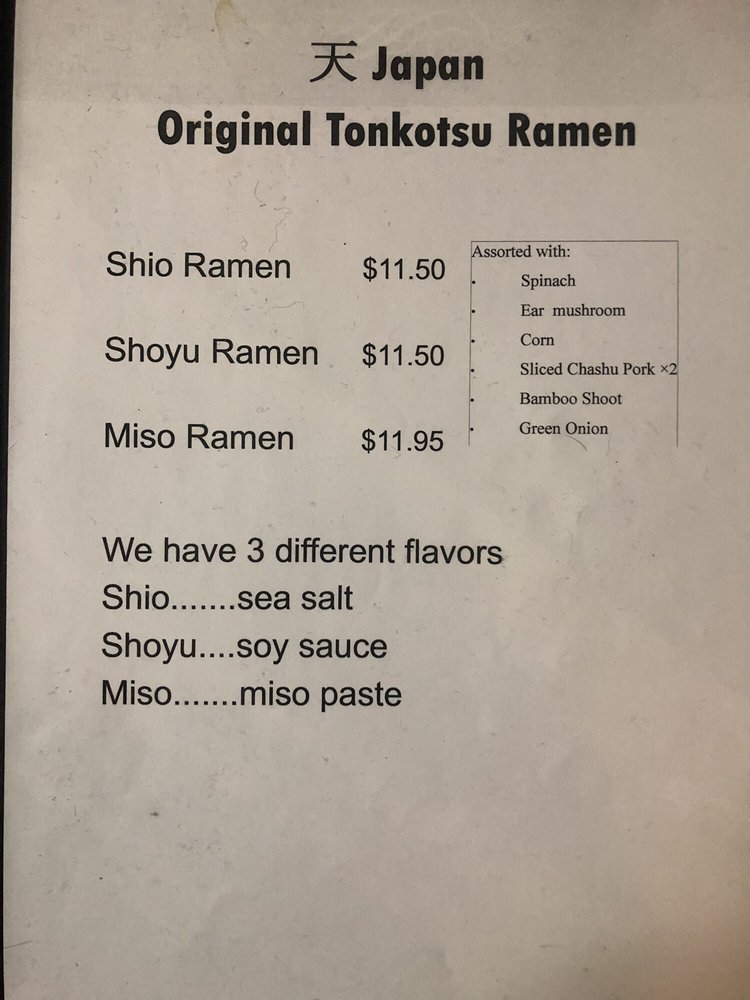 天 Japan
Original Tonkotsu Ramen
Shio Ramen $11.50
Shoyu Ramen $11.50
Miso Ramen $11.95
Assorted with:
· Spinach
· Ear mushroom
· Corn
· Sliced Chashu Pork ×2
· Bamboo Shoot
· Green Onion
We have 3 different flavors
Shio.......sea salt
Shoyu....soy sauce
Miso.......miso paste